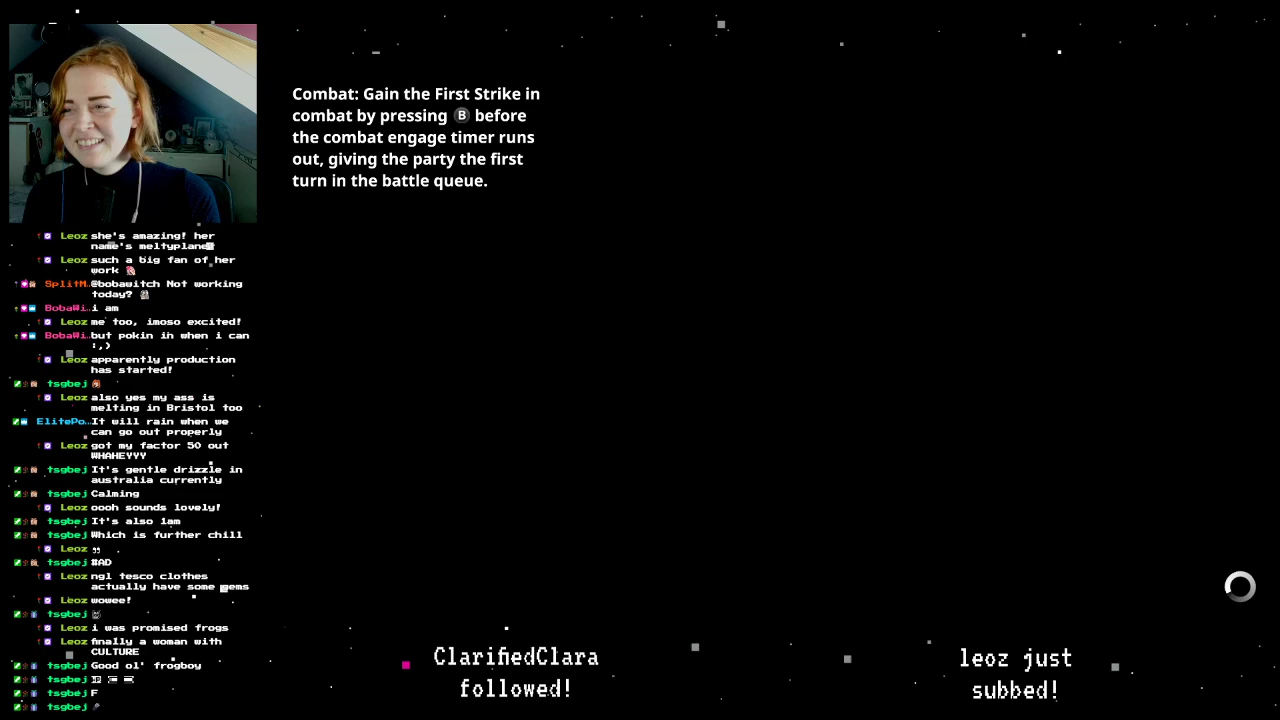 Combat: Gain the First Strike in
combat by pressing B before
the combat engage timer runs
out, giving the party the first
turn in the battle queue.
Leoz she's amazing! her
name's meltyplanet
Leoz such a big fan of her
work
SplitM.. @bobawitch Not working
today?
BobaWi.. i am
Leoz me too, imoso excited!
BobaWi.. but pokin in when i can
:,)
Leoz apparently production
has started!
tsgbej
Leoz also yes my ass is
melting in Bristol too
ElitePo.. It will rain when we
can go out properly
Leoz got my factor 50 out
WHAHEYYY
tsgbej It's gentle drizzle in
australia currently
tsgbej Calming
Leoz oooh sounds lovely!
tsgbej It's also 1am
tsgbej Which is further chill
Leoz
tsgbej #AD
Leoz ngl tesco clothes
actually have some gems
Leoz wowee!
tsgbej
Leoz i was promised frogs
Leoz finally a woman with
CULTURE
tsgbej Good ol' frogboy
tsgbej
tsgbej F
tsgbej
ClarifiedClara
followed!
leoz just
subbed!